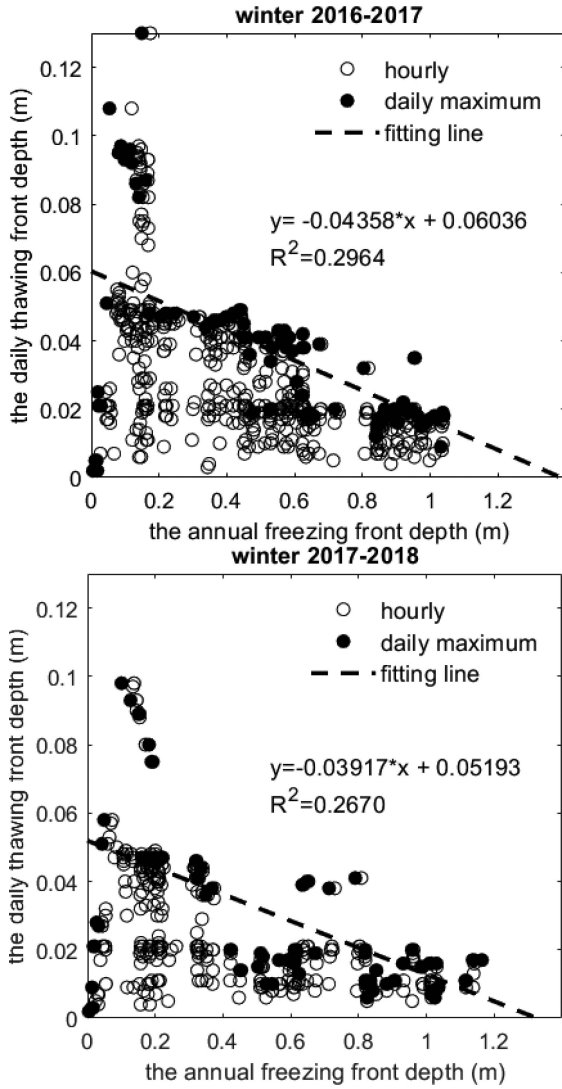 winter 2016-2017
0.12
0.1
0.08
0.06
0.04
0.02
0
the daily thawing front depth (m)
hourly
daily maximum
fitting line
y= -0.04358*x + 0.06036
R²=0.2964
0 0.2 0.4 0.6 0.8 1 1.2
the annual freezing front depth (m)
winter 2017-2018
0.12
0.1
0.08
0.06
0.04
0.02
0
the daily thawing front depth (m)
hourly
daily maximum
fitting line
y=-0.03917*x + 0.05193
R²=0.2670
0 0.2 0.4 0.6 0.8 1 1.2
the annual freezing front depth (m)